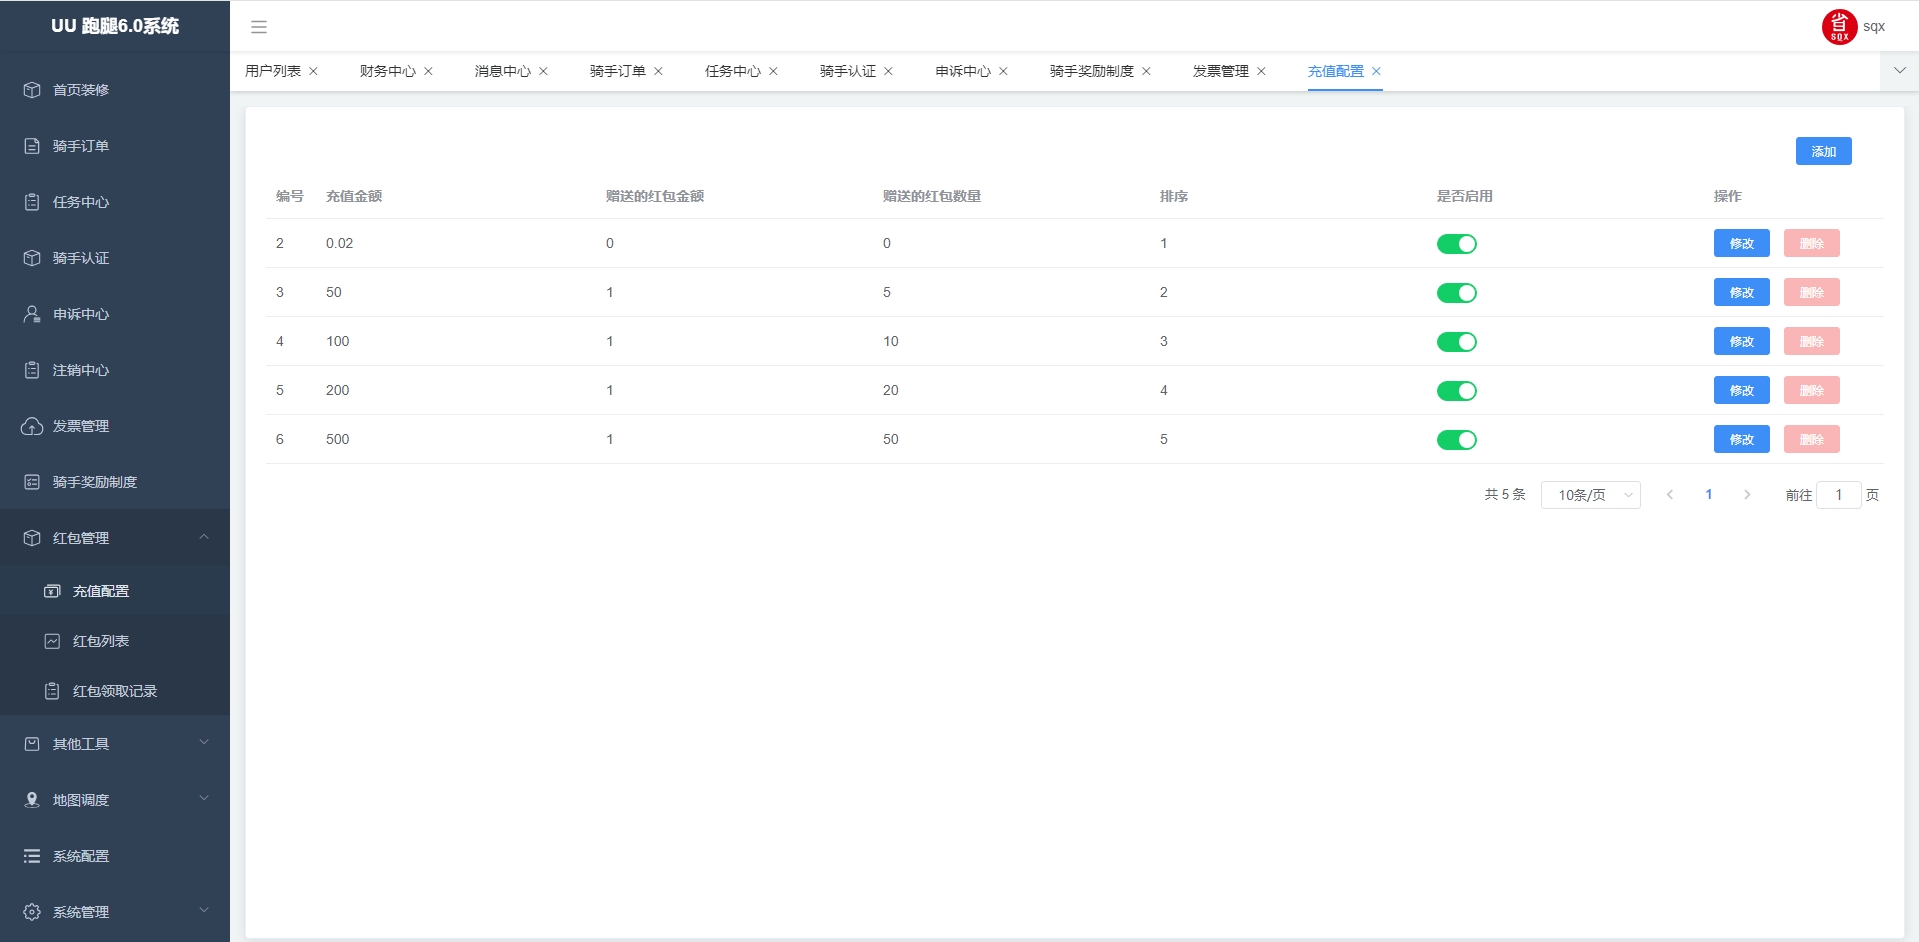 UU 跑腿6.0系统
首页装修
骑手订单
任务中心
骑手认证
申诉中心
注销中心
发票管理
骑手奖励制度
红包管理
充值配置
红包列表
红包领取记录
其他工具
地图调度
系统配置
系统管理
省
SQX
sqx
用户列表 财务中心 消息中心 骑手订单 任务中心 骑手认证 申诉中心 骑手奖励制度 发票管理 充值配置
添加
编号 充值金额 赠送的红包金额 赠送的红包数量 排序 是否启用 操作
2 0.02 0 0 1 修改 删除
3 50 1 5 2 修改 删除
4 100 1 10 3 修改 删除
5 200 1 20 4 修改 删除
6 500 1 50 5 修改 删除
共 5 条 10条/页 1 前往 1 页